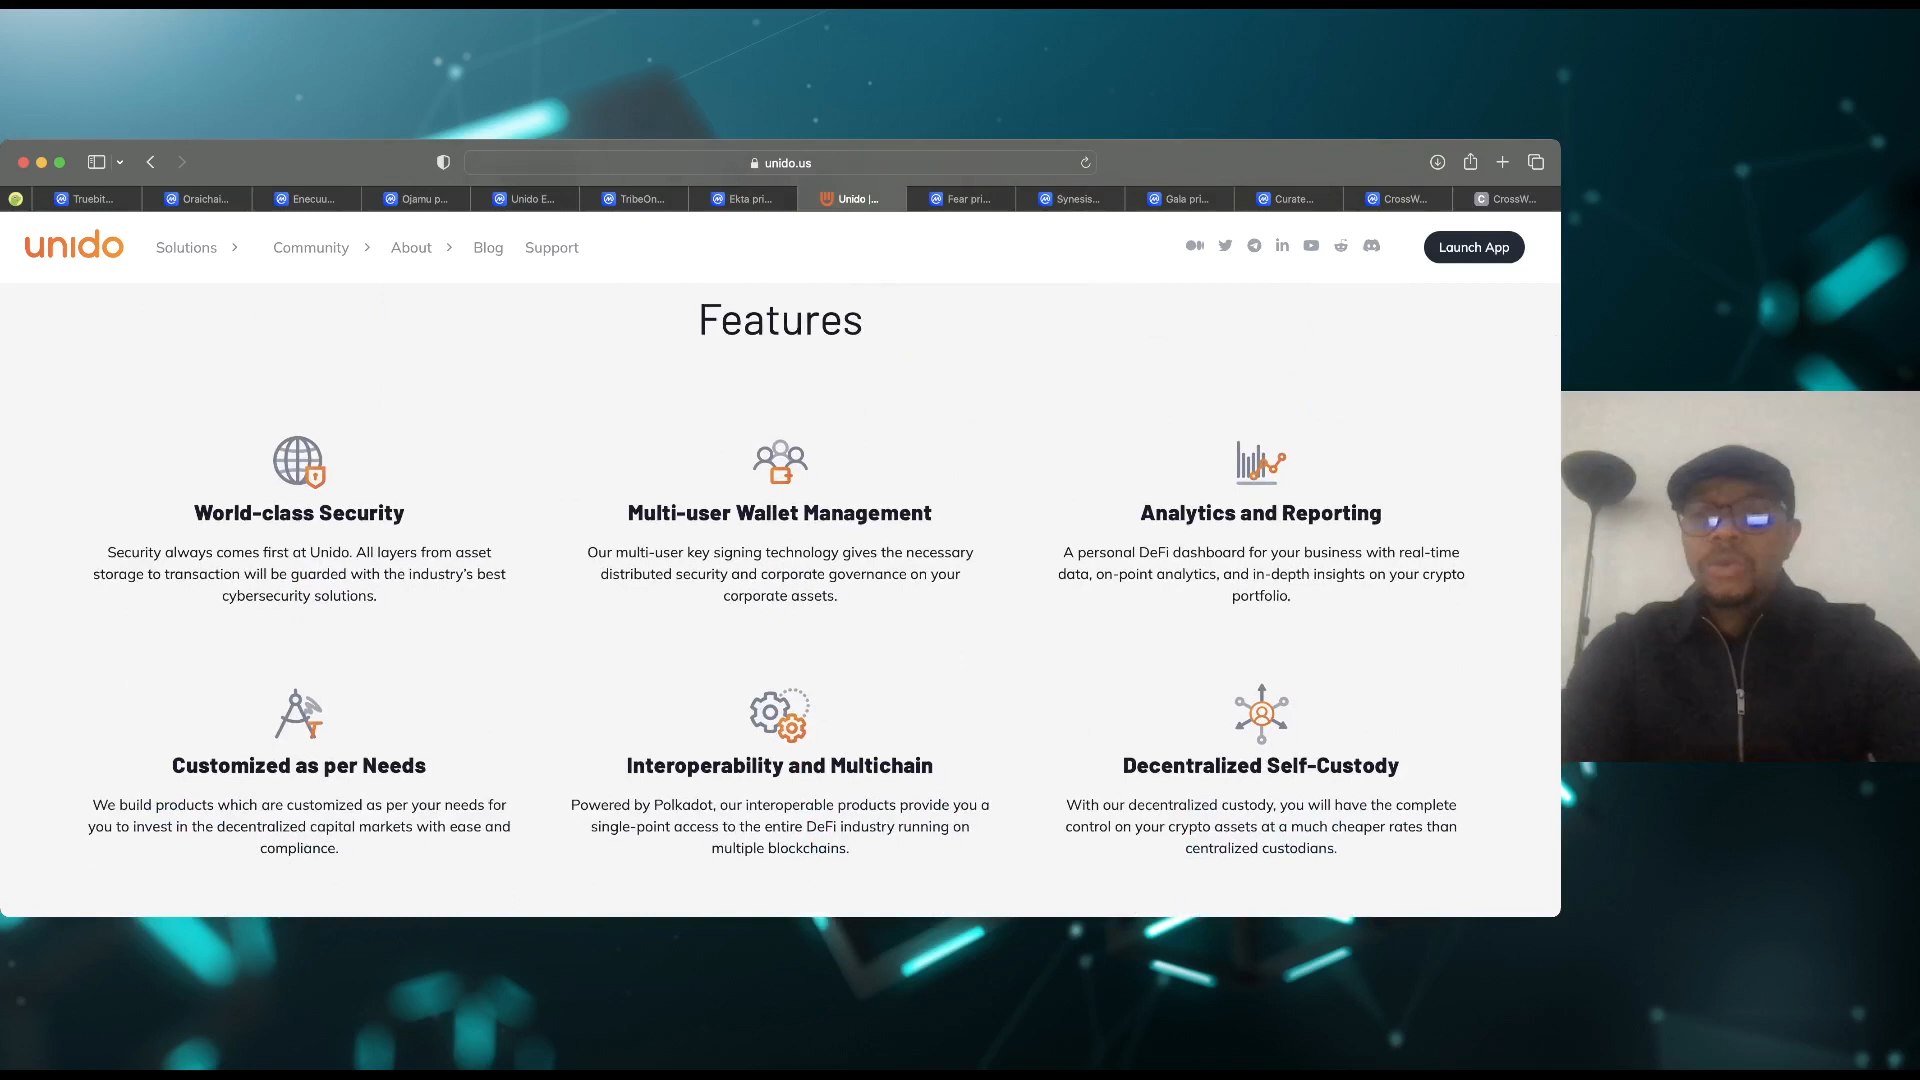 unido.us
Truebit...
Oraichai...
Enecuu...
Ojamu p...
Unido E...
TribeOn...
Ekta pri...
Unido |...
Fear pri...
Synesis...
Gala pri...
Curate...
CrossW...
C CrossW...
unido
Solutions
Community
About
Blog
Support
Launch App
Features
World-class Security
Security always comes first at Unido. All layers from asset
storage to transaction will be guarded with the industry's best
cybersecurity solutions.
Multi-user Wallet Management
Our multi-user key signing technology gives the necessary
distributed security and corporate governance on your
corporate assets.
Analytics and Reporting
A personal DeFi dashboard for your business with real-time
data, on-point analytics, and in-depth insights on your crypto
portfolio.
Customized as per Needs
We build products which are customized as per your needs for
you to invest in the decentralized capital markets with ease and
compliance.
Interoperability and Multichain
Powered by Polkadot, our interoperable products provide you a
single-point access to the entire DeFi industry running on
multiple blockchains.
Decentralized Self-Custody
With our decentralized custody, you will have the complete
control on your crypto assets at a much cheaper rates than
centralized custodians.